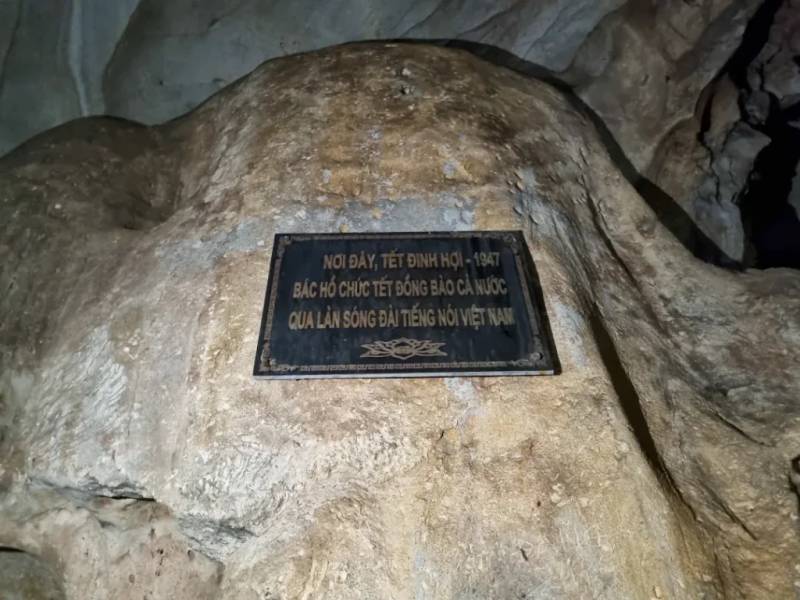 NƠI ĐÂY, TẾT ĐINH HỢI - 1947
BÁC HỒ CHÚC TẾT ĐỒNG BÀO CẢ NƯỚC
QUA LÀN SÓNG ĐÀI TIẾNG NÓI VIỆT NAM